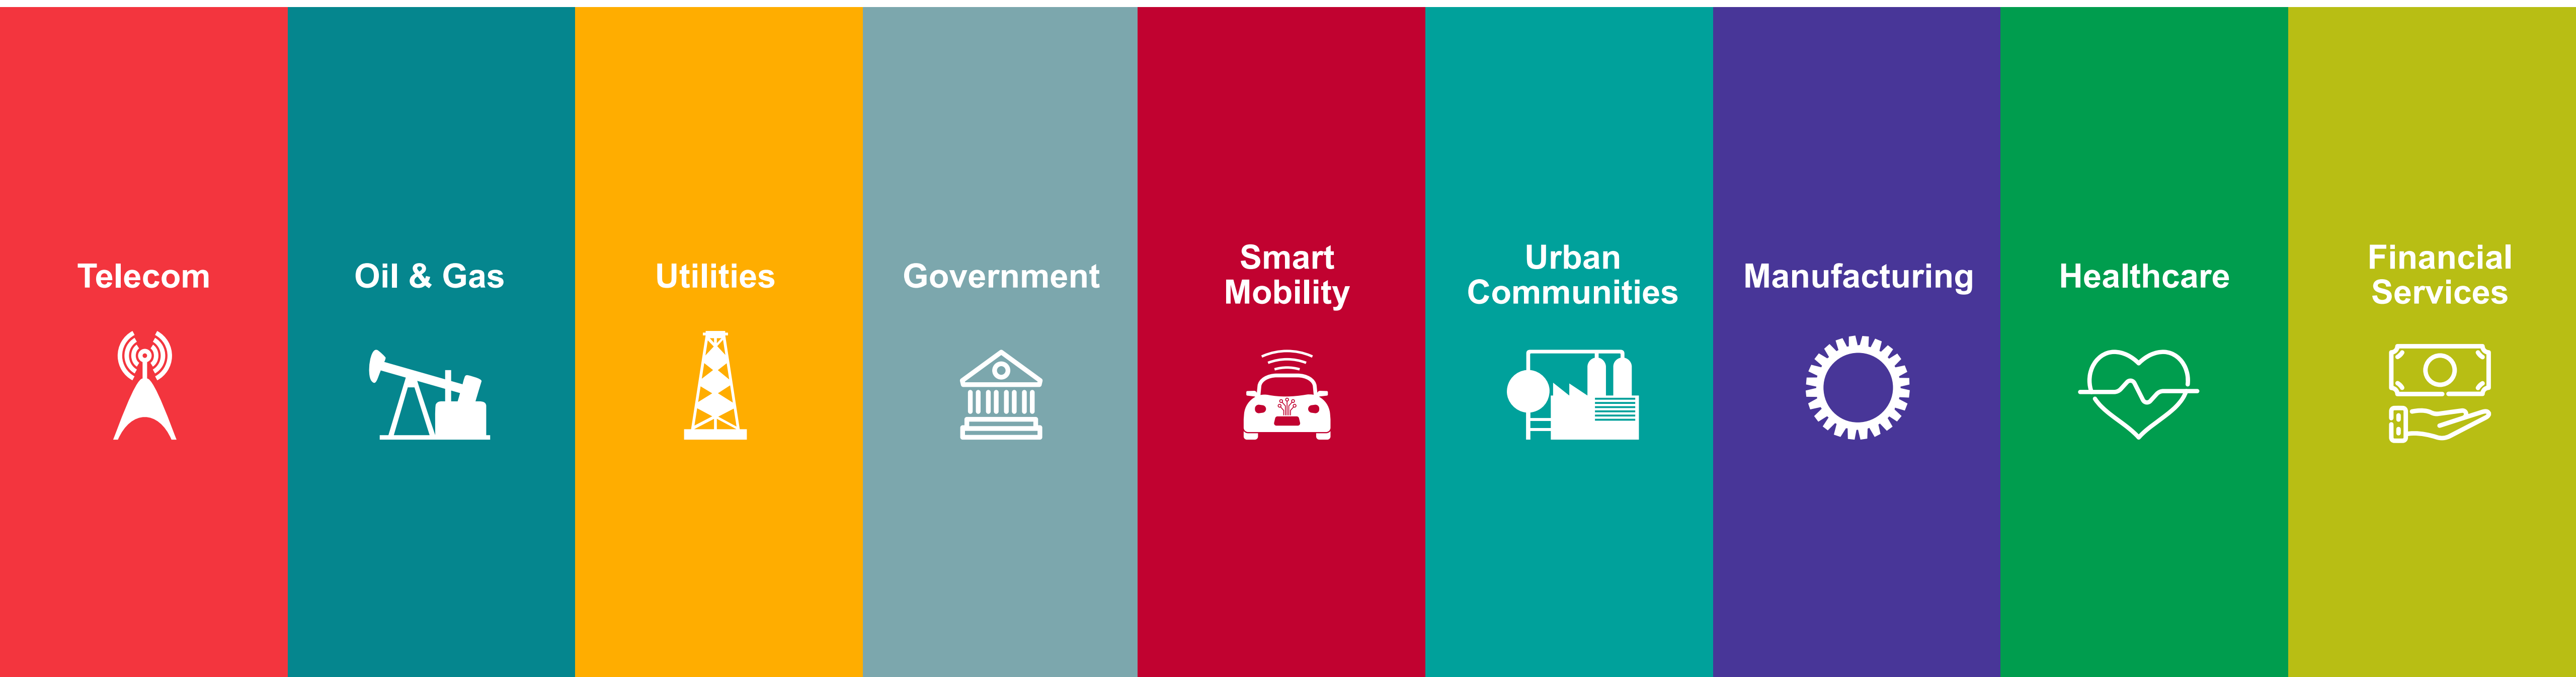 Telecom
Oil & Gas
Utilities
Government
Smart
Mobility
Urban
Communities
Manufacturing
Healthcare
Financial
Services